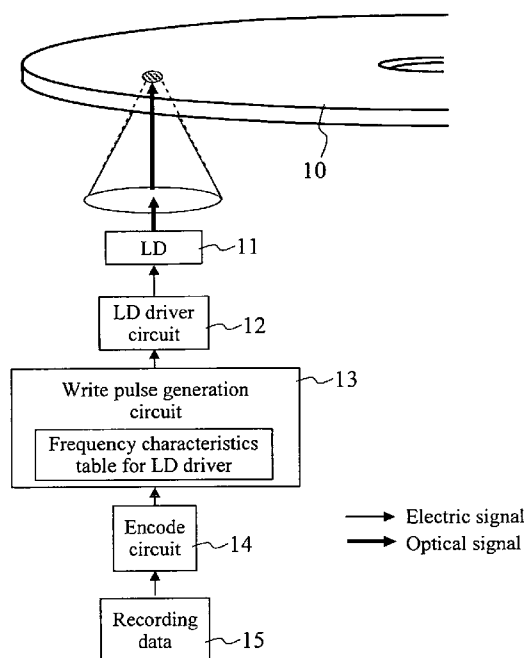 10
LD
11
LD driver
circuit
12
Write pulse generation
circuit
13
Frequency characteristics
table for LD driver
Encode
circuit
14
Electric signal
Optical signal
Recording
data
15